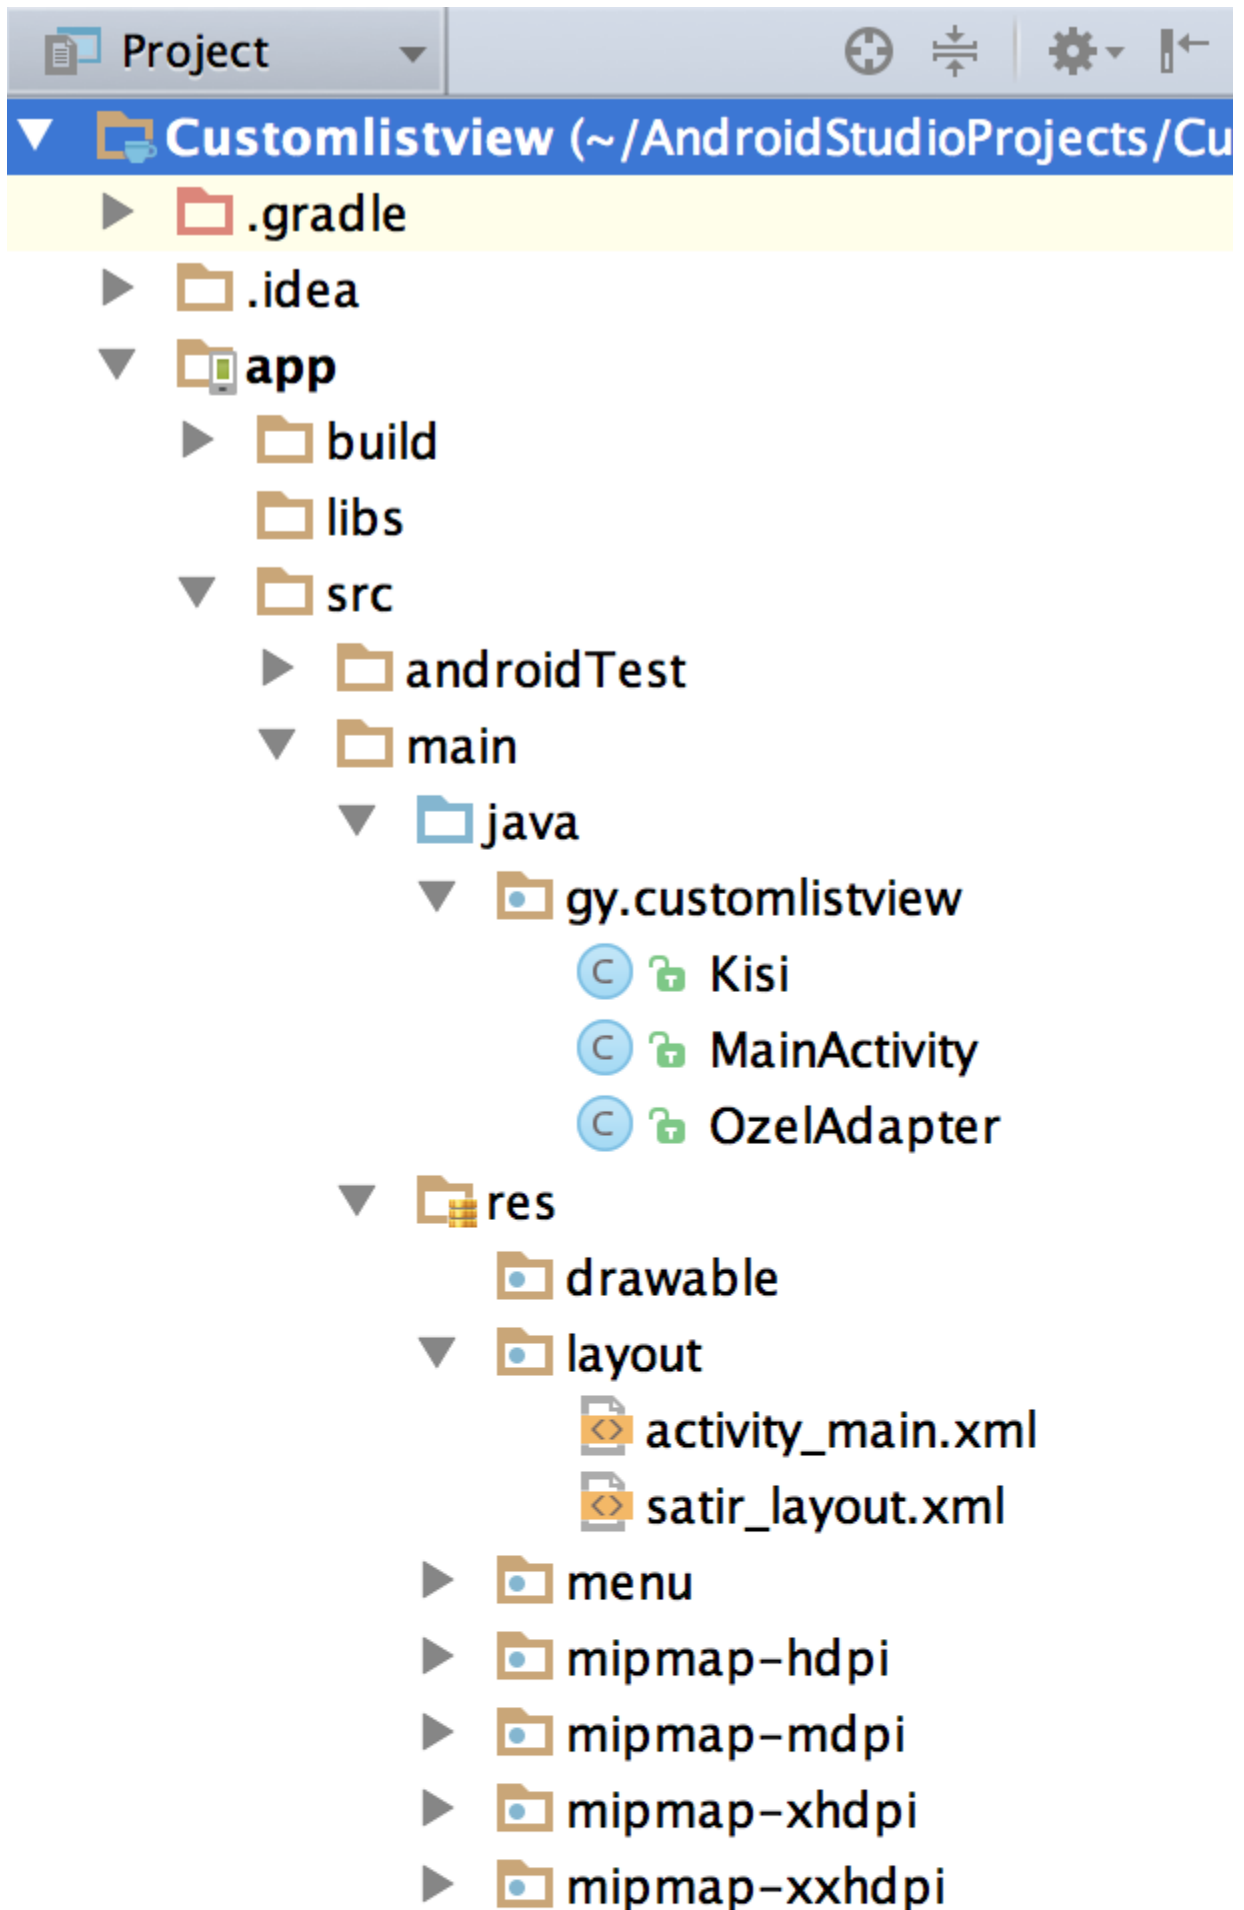 Project
Customlistview (~/AndroidStudioProjects/Cu
.gradle
.idea
app
build
libs
src
androidTest
main
java
gy.customlistview
C Kisi
C MainActivity
C OzelAdapter
res
drawable
layout
activity_main.xml
satir_layout.xml
menu
mipmap-hdpi
mipmap-mdpi
mipmap-xhdpi
mipmap-xxhdpi